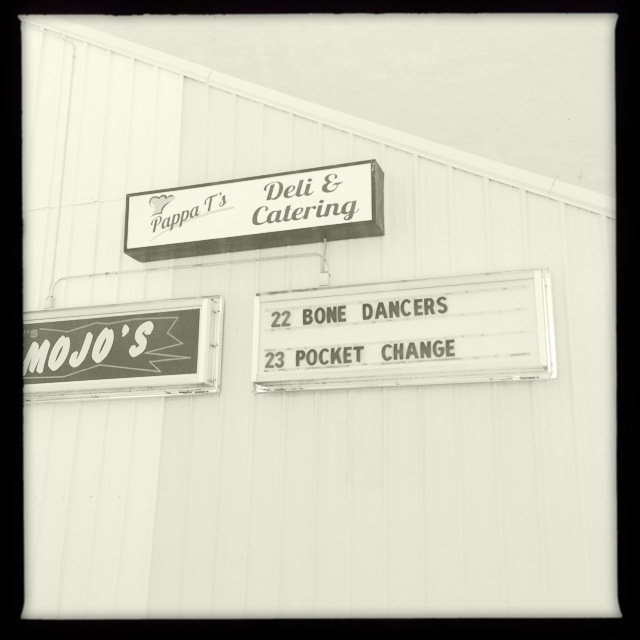 Pappa T's
Deli &
Catering
MOJO'S
22 BONE DANCERS
23 POCKET CHANGE